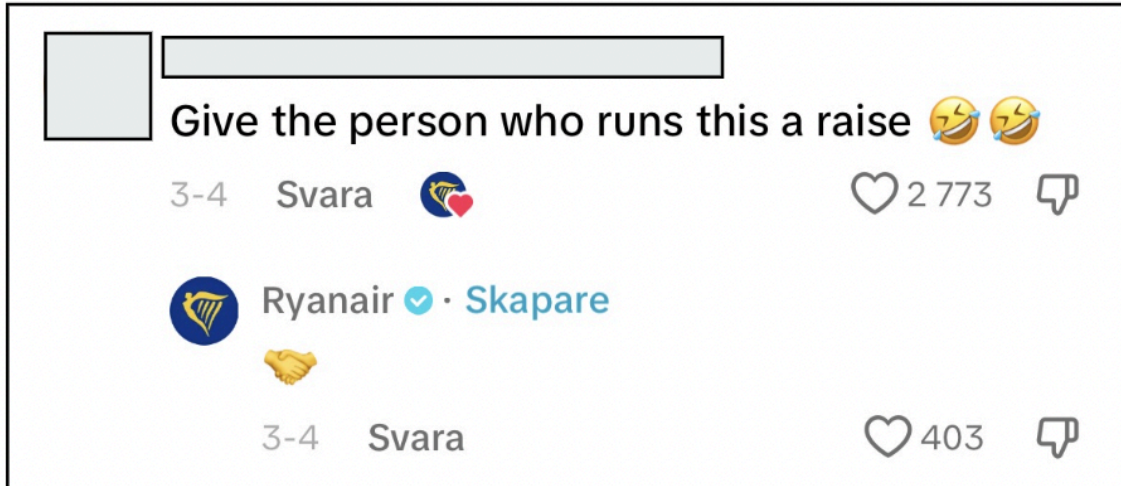 Give the person who runs this a raise 🤣🤣
3-4 Svara 2 773
Ryanair · Skapare
🤝
3-4 Svara 403